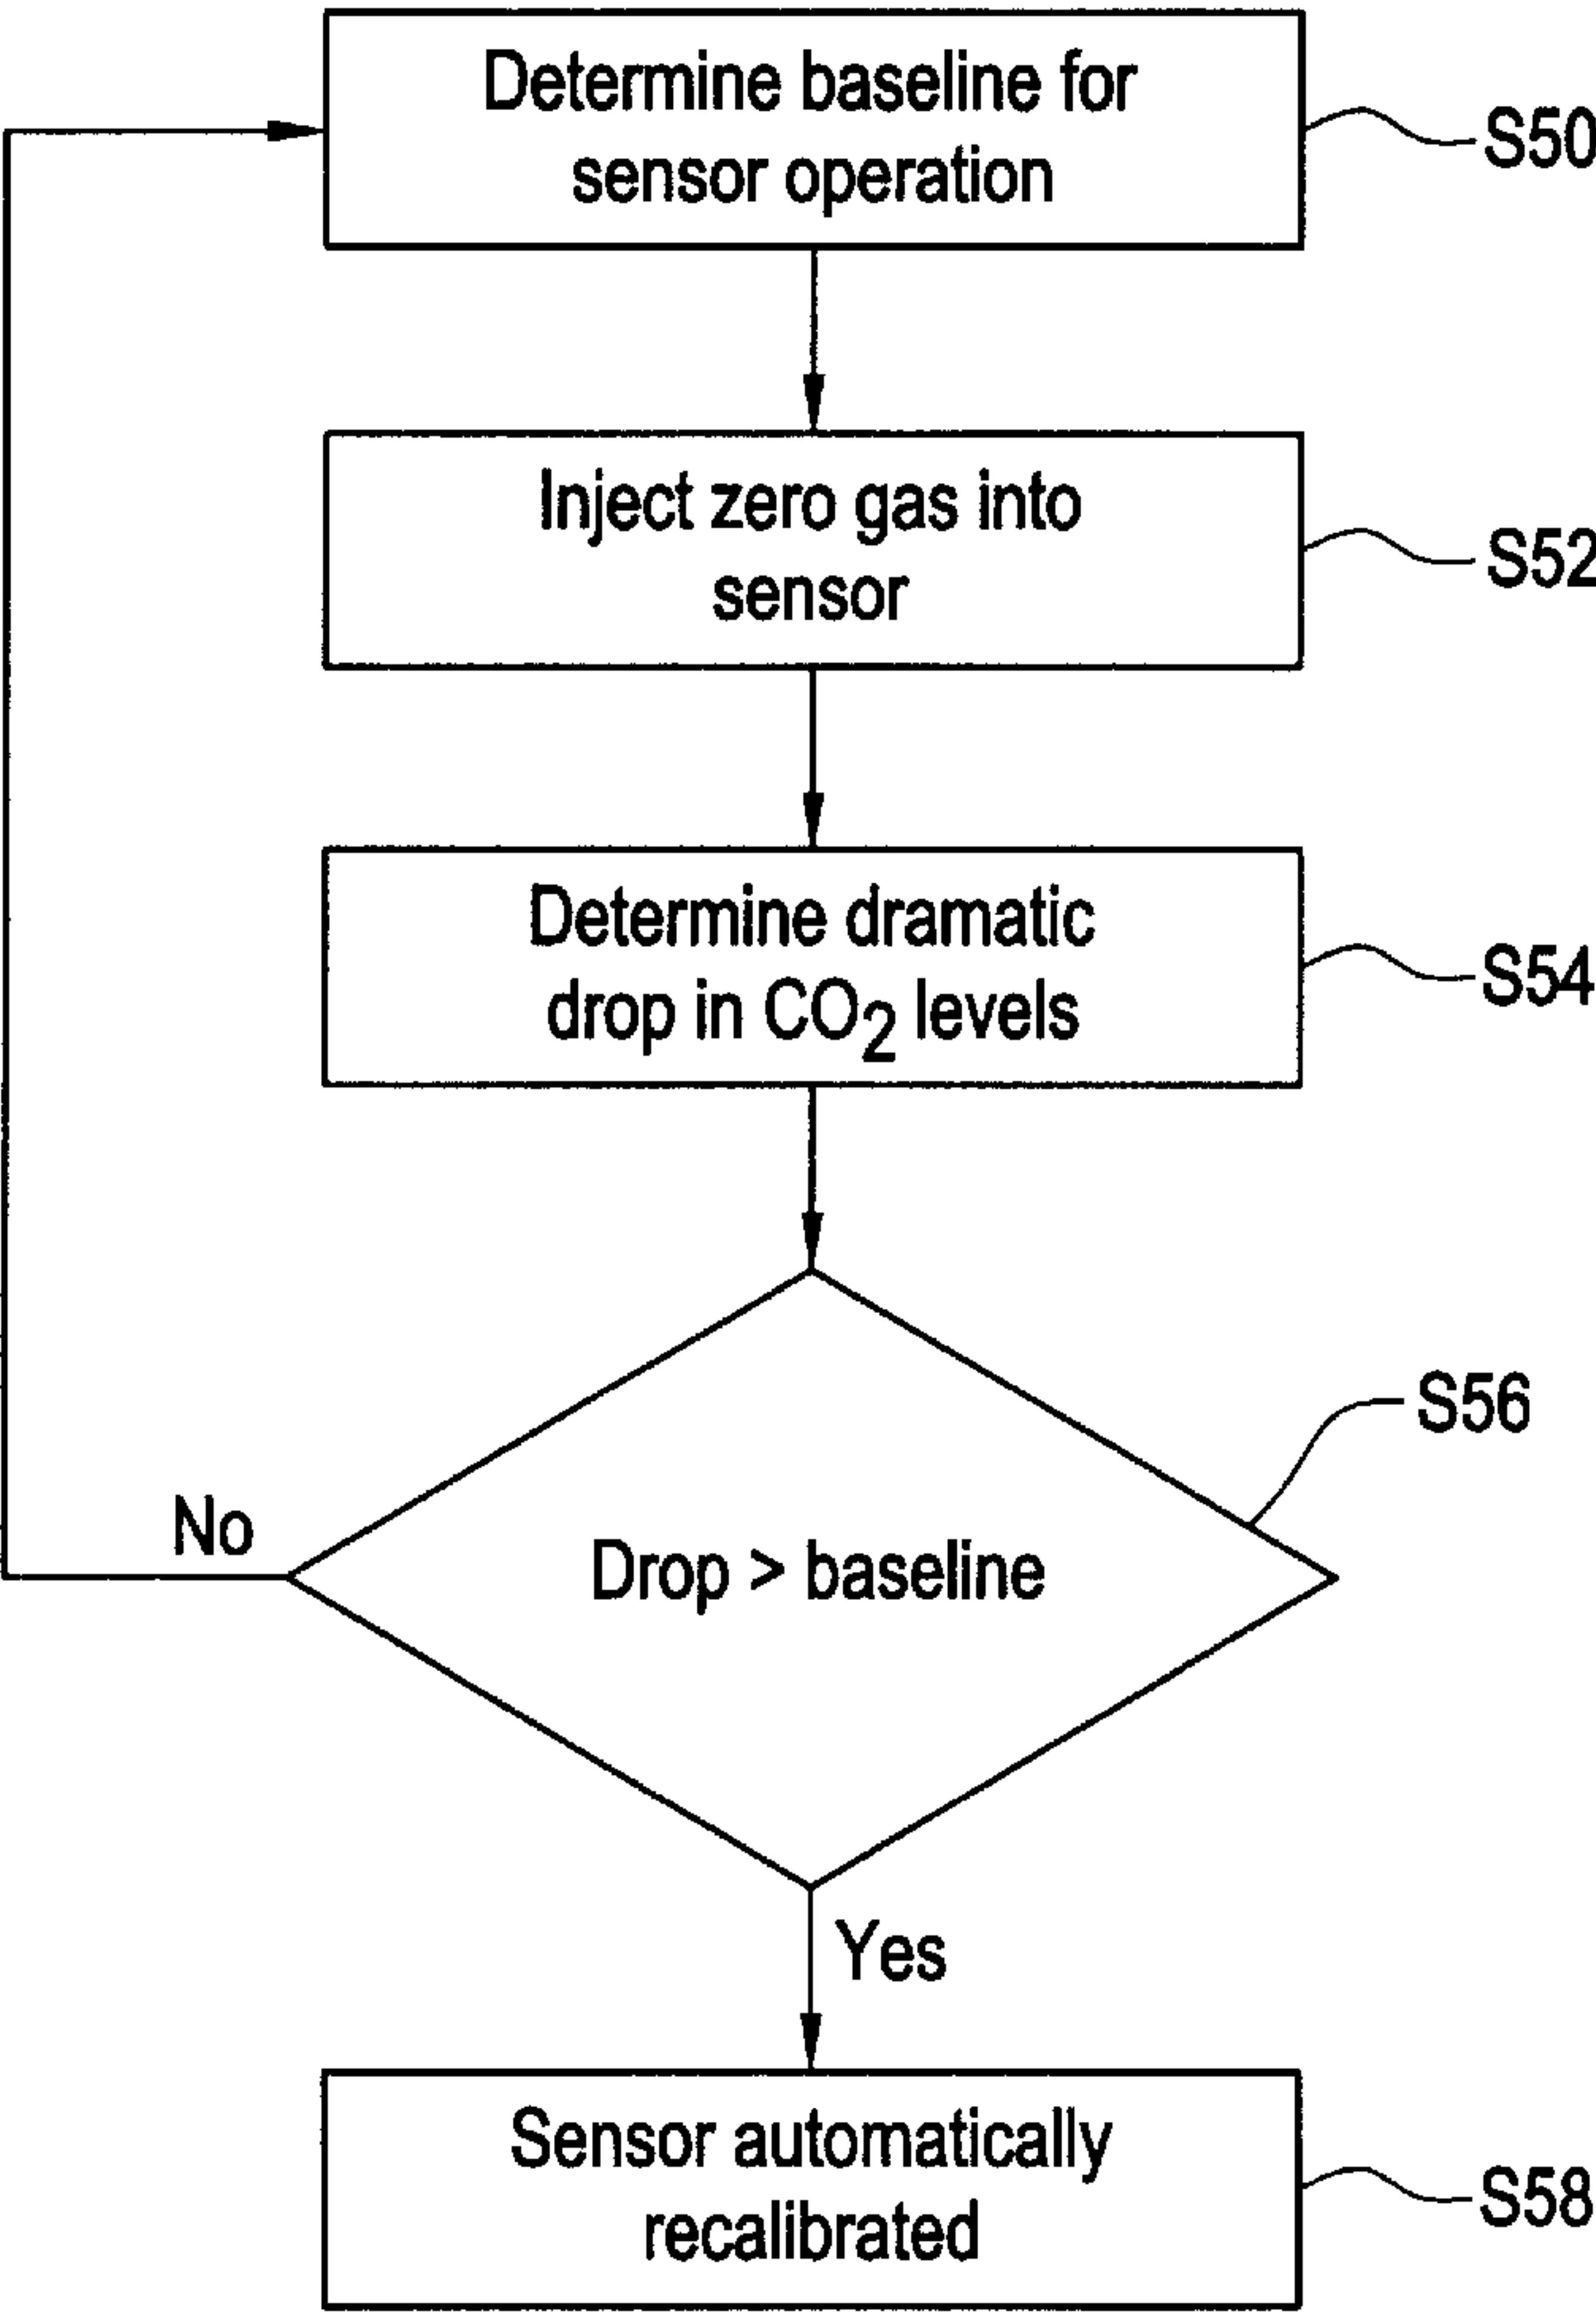 Determine baseline for
sensor operation
S50
Inject zero gas into
sensor
S52
Determine dramatic
drop in CO2 levels
S54
S56
No
Drop > baseline
Yes
Sensor automatically
recalibrated
S58